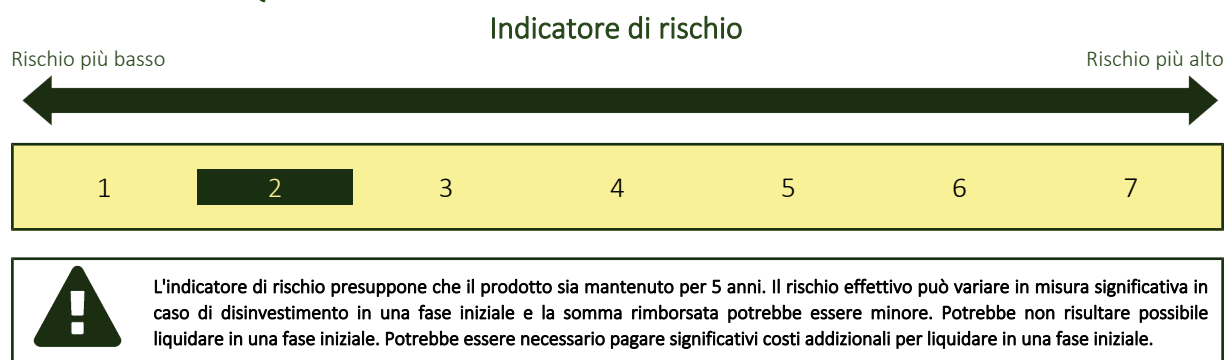 Indicatore di rischio
Rischio più basso
Rischio più alto
1 2 3 4 5 6 7
L'indicatore di rischio presuppone che il prodotto sia mantenuto per 5 anni. Il rischio effettivo può variare in misura significativa in
caso di disinvestimento in una fase iniziale e la somma rimborsata potrebbe essere minore. Potrebbe non risultare possibile
liquidare in una fase iniziale. Potrebbe essere necessario pagare significativi costi addizionali per liquidare in una fase iniziale.